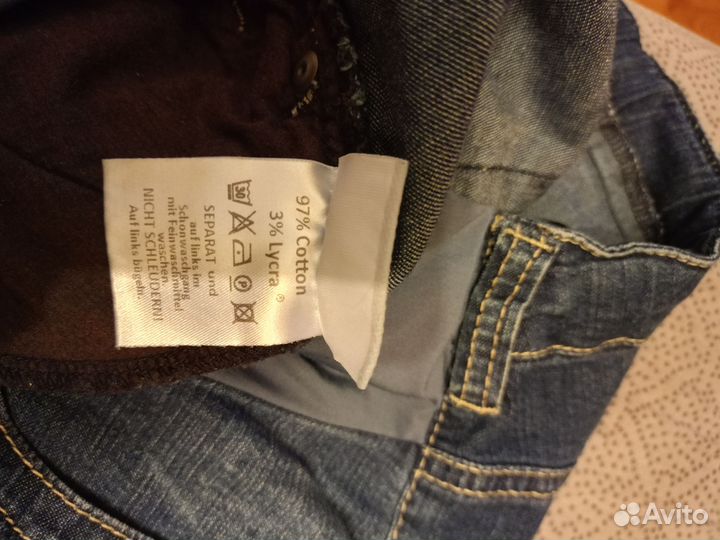 97% Cotton
3% Lycra ®
30
P
SEPARAT und
auf links im
Schonwaschgang
mit Feinwaschmittel
waschen.
NICHT SCHLEUDERN!
Auf links bügeln.
Avito